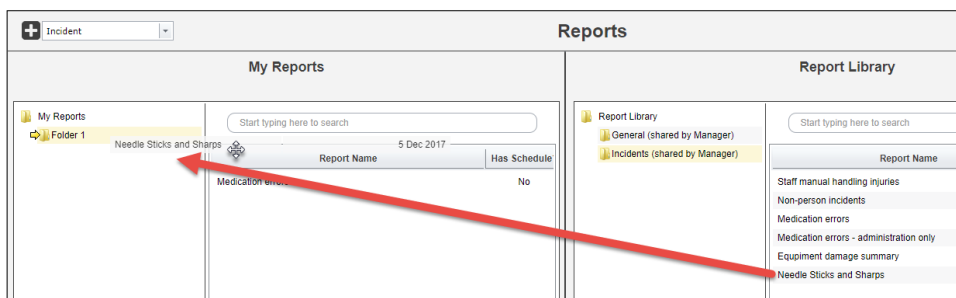 Incident
Reports
My Reports
Report Library
My Reports
Folder 1
Start typing here to search
Needle Sticks and Sharps
5 Dec 2017
Report Name
Has Schedule
Medication errors
No
Report Library
General (shared by Manager)
Incidents (shared by Manager)
Start typing here to search
Report Name
Staff manual handling injuries
Non-person incidents
Medication errors
Medication errors - administration only
Equipiment damage summary
Needle Sticks and Sharps